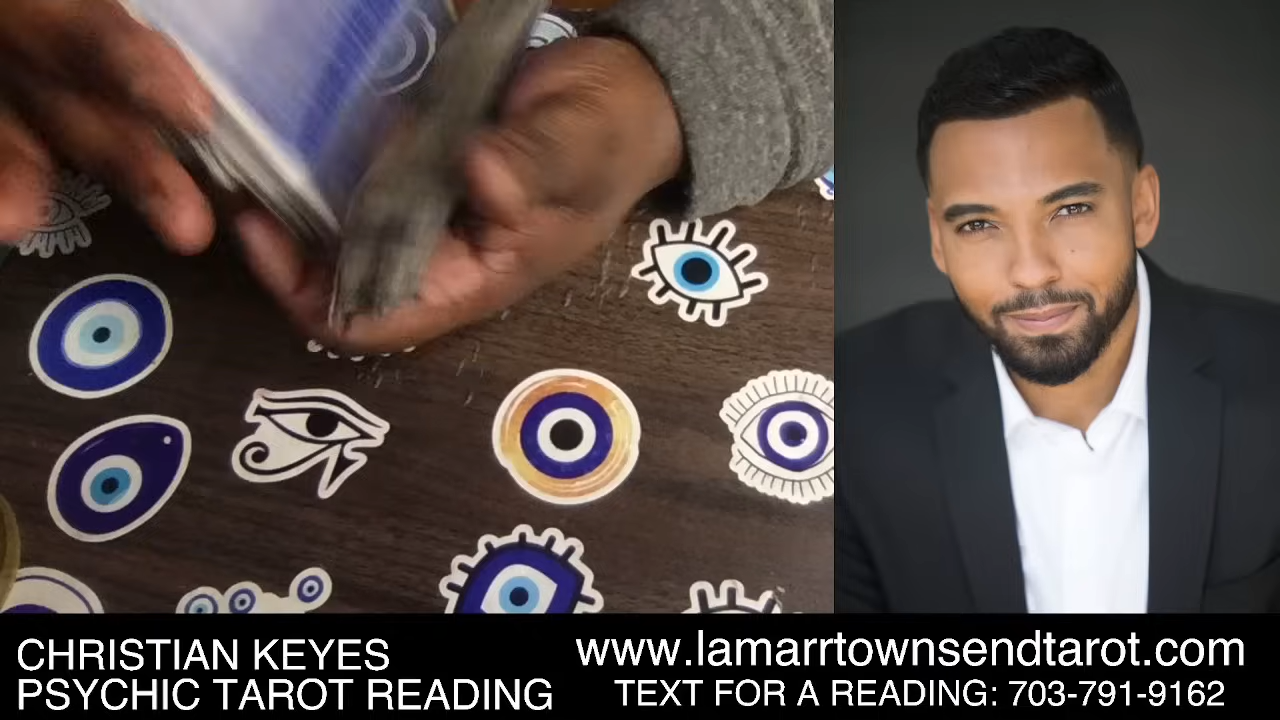 CHRISTIAN KEYES
PSYCHIC TAROT READING
www.lamarrtownsendtarot.com
TEXT FOR A READING: 703-791-9162